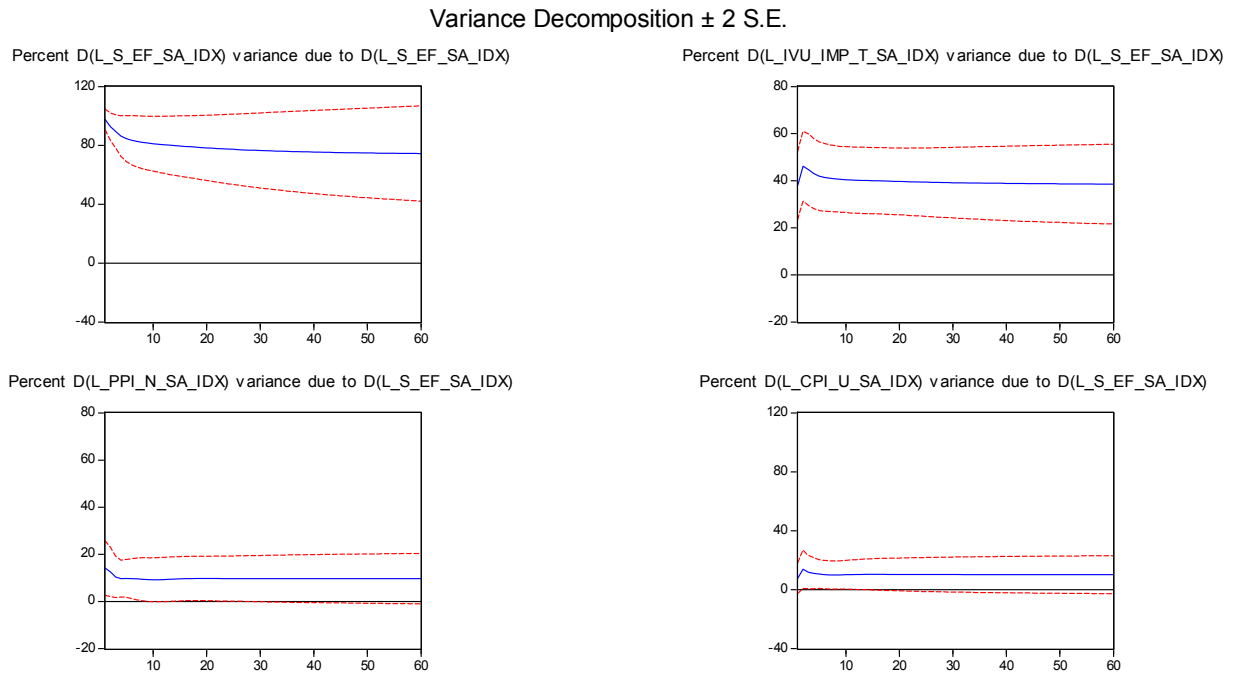 Variance Decomposition ± 2 S.E.
Percent D(L_S_EF_SA_IDX) variance due to D(L_S_EF_SA_IDX)
120
80
40
0
-40
10 20 30 40 50 60
Percent D(L_IVU_IMP_T_SA_IDX) variance due to D(L_S_EF_SA_IDX)
80
60
40
20
0
-20
10 20 30 40 50 60
Percent D(L_PPI_N_SA_IDX) variance due to D(L_S_EF_SA_IDX)
80
60
40
20
0
-20
10 20 30 40 50 60
Percent D(L_CPI_U_SA_IDX) variance due to D(L_S_EF_SA_IDX)
120
80
40
0
-40
10 20 30 40 50 60